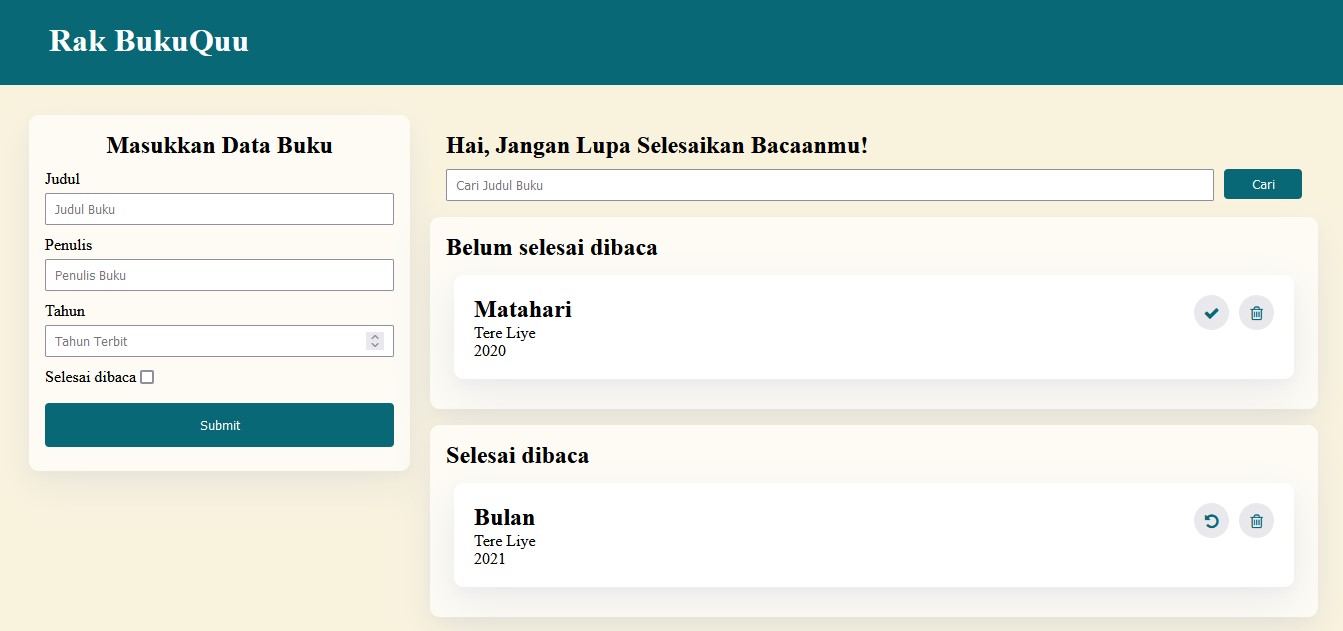 Rak BukuQuu
Masukkan Data Buku
Judul
Judul Buku
Penulis
Penulis Buku
Tahun
Tahun Terbit
Selesai dibaca
Submit
Hai, Jangan Lupa Selesaikan Bacaanmu!
Cari Judul Buku
Cari
Belum selesai dibaca
Matahari
Tere Liye
2020
Selesai dibaca
Bulan
Tere Liye
2021